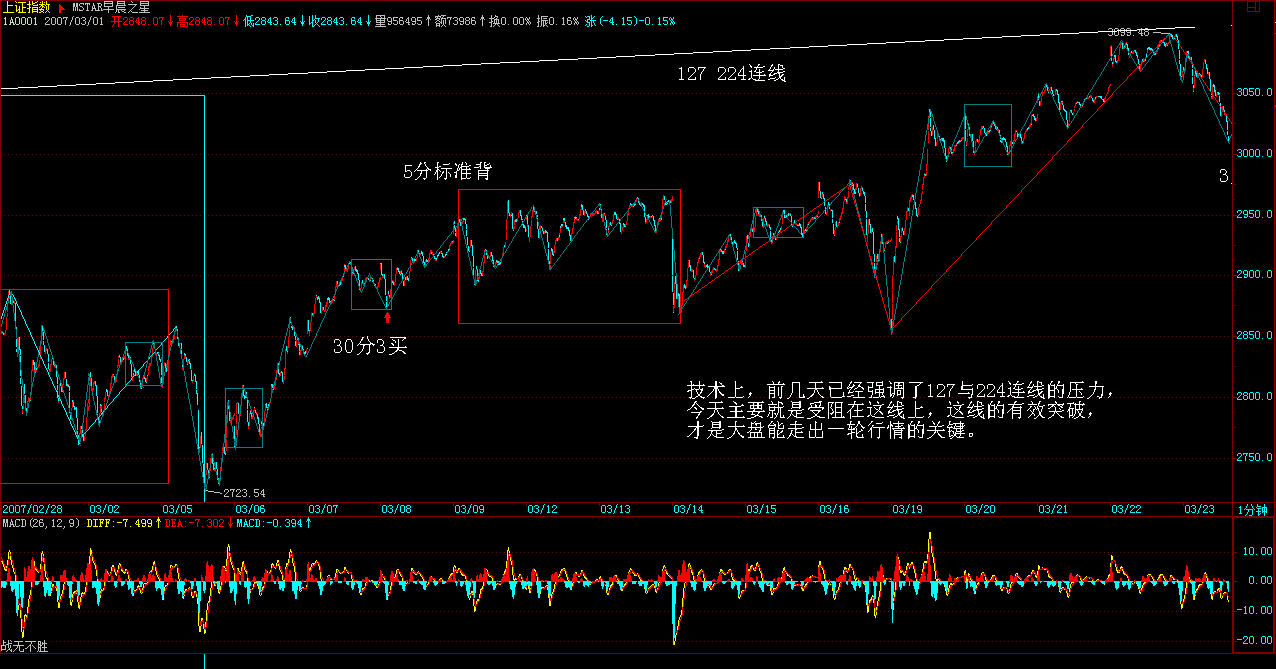 上证指数 MSTAR早晨之星
1A0001 2007/03/01 开2848.07↓高2848.07↓低2843.64↓收2843.64↓量956495↑额73986↑换0.00% 振0.16% 涨(-4.15)-0.15%
3099.48
127 224连线
3050.0
5分标准背
3000.0
3
2950.0
2900.0
30分3买
2850.0
技术上，前几天已经强调了127与224连线的压力，
今天主要就是受阻在这线上，这线的有效突破，
才是大盘能走出一轮行情的关键。
2800.0
2750.0
2723.54
2007/02/28 03/02 03/05 03/06 03/07 03/08 03/09 03/12 03/13 03/14 03/15 03/16 03/19 03/20 03/21 03/22 03/23 1分钟
MACD(26,12,9) DIFF:-7.499↑DEA:-7.302↓MACD:-0.394↑
10.00
0.00
-10.00
-20.00
战无不胜